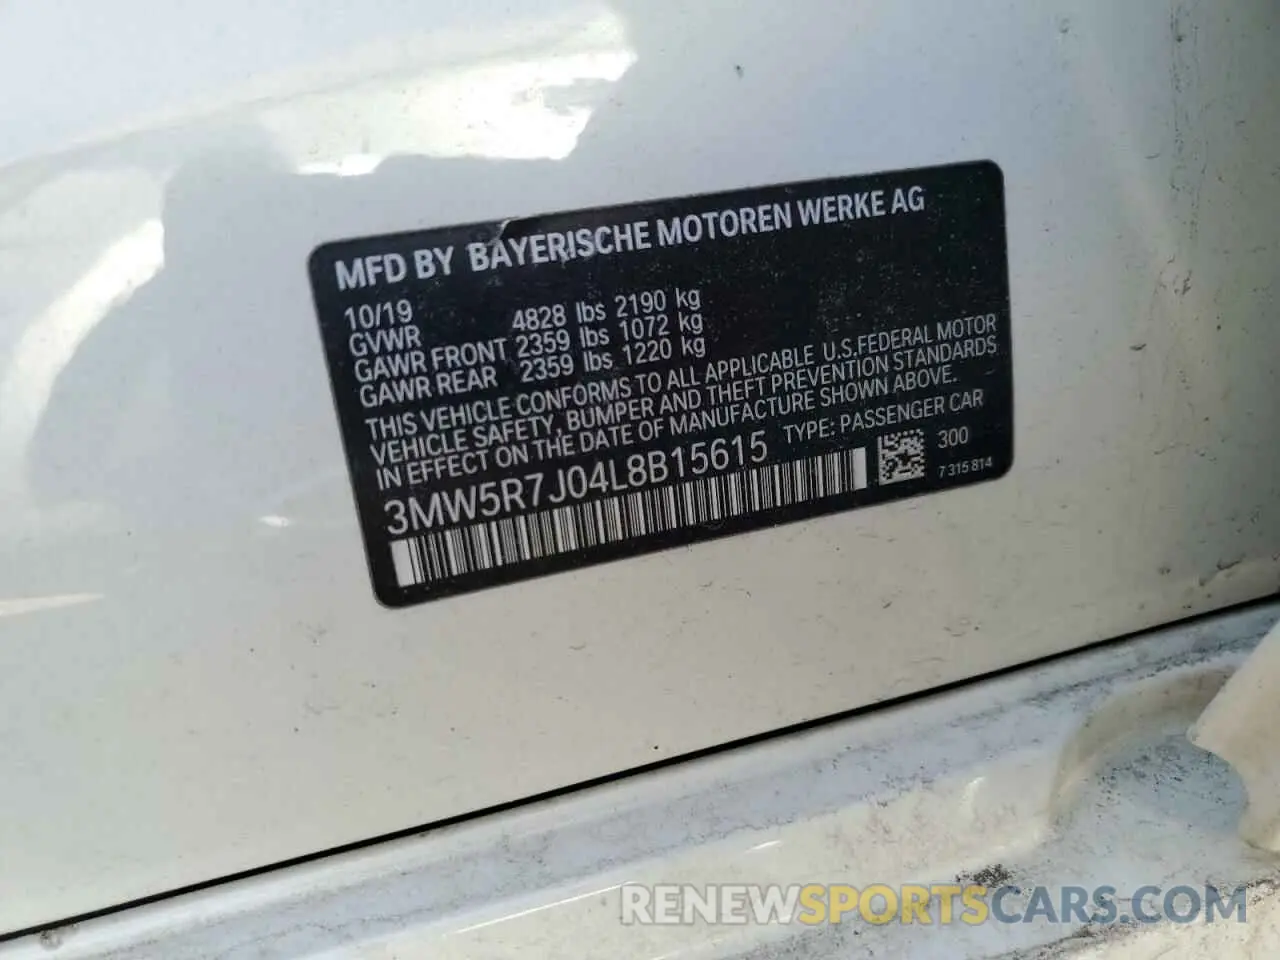 MFD BY BAYERISCHE MOTOREN WERKE AG
10/19
GVWR 4828 lbs 2190 kg
GAWR FRONT 2359 lbs 1072 kg
GAWR REAR 2359 lbs 1220 kg
THIS VEHICLE CONFORMS TO ALL APPLICABLE U.S.FEDERAL MOTOR
VEHICLE SAFETY, BUMPER AND THEFT PREVENTION STANDARDS
IN EFFECT ON THE DATE OF MANUFACTURE SHOWN ABOVE.
3MW5R7J04L8B15615 TYPE: PASSENGER CAR
300
7 315 814
RENEWSPORTSCARS.COM